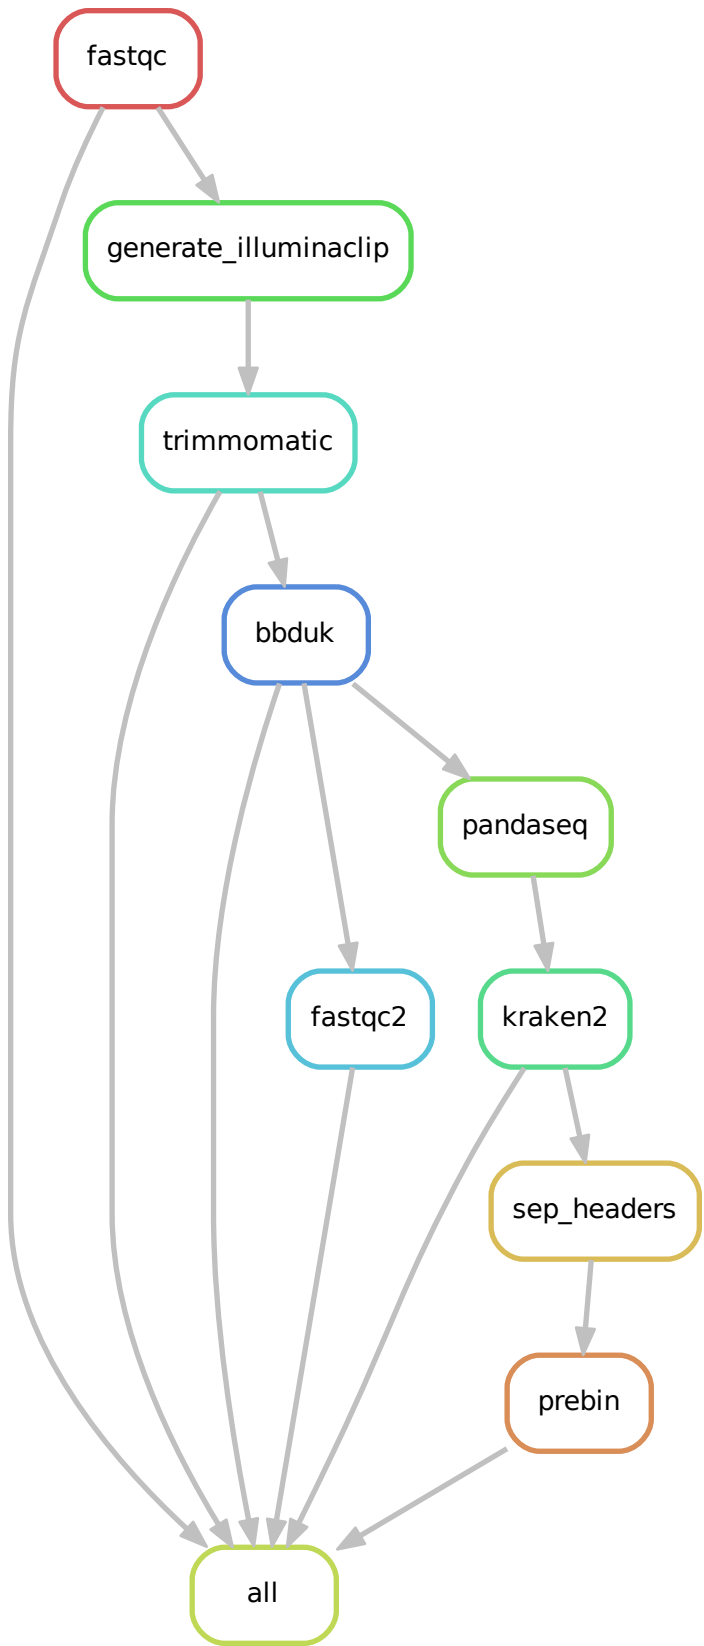 fastqc
generate_illuminaclip
trimmomatic
bbduk
pandaseq
fastqc2
kraken2
sep_headers
prebin
all